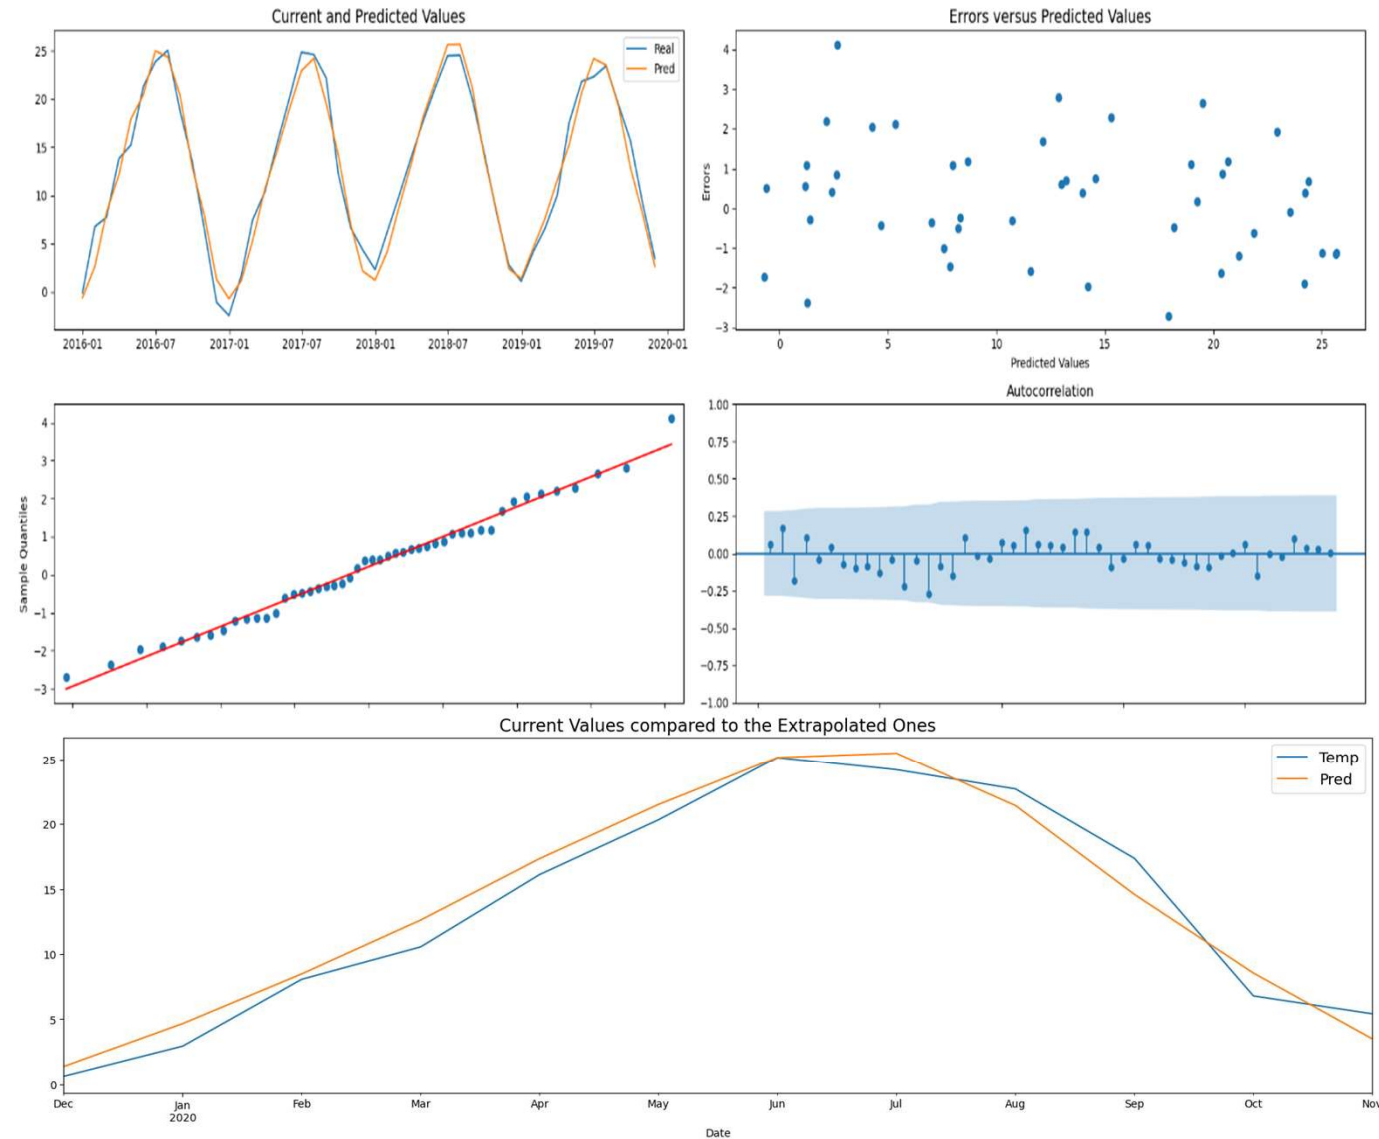 Current and Predicted Values
Real
Pred
25
20
15
10
5
0
2016-01 2016-07 2017-01 2017-07 2018-01 2018-07 2019-01 2019-07 2020-01
Errors versus Predicted Values
Errors
4
3
2
1
0
−1
−2
−3
0 5 10 15 20 25
Predicted Values
Sample Quantiles
4
3
2
1
0
−1
−2
−3
Autocorrelation
1.00
0.75
0.50
0.25
0.00
−0.25
−0.50
−0.75
−1.00
Current Values compared to the Extrapolated Ones
Temp
Pred
25
20
15
10
5
0
Dec Jan Feb Mar Apr May Jun Jul Aug Sep Oct Nov
2020
Date